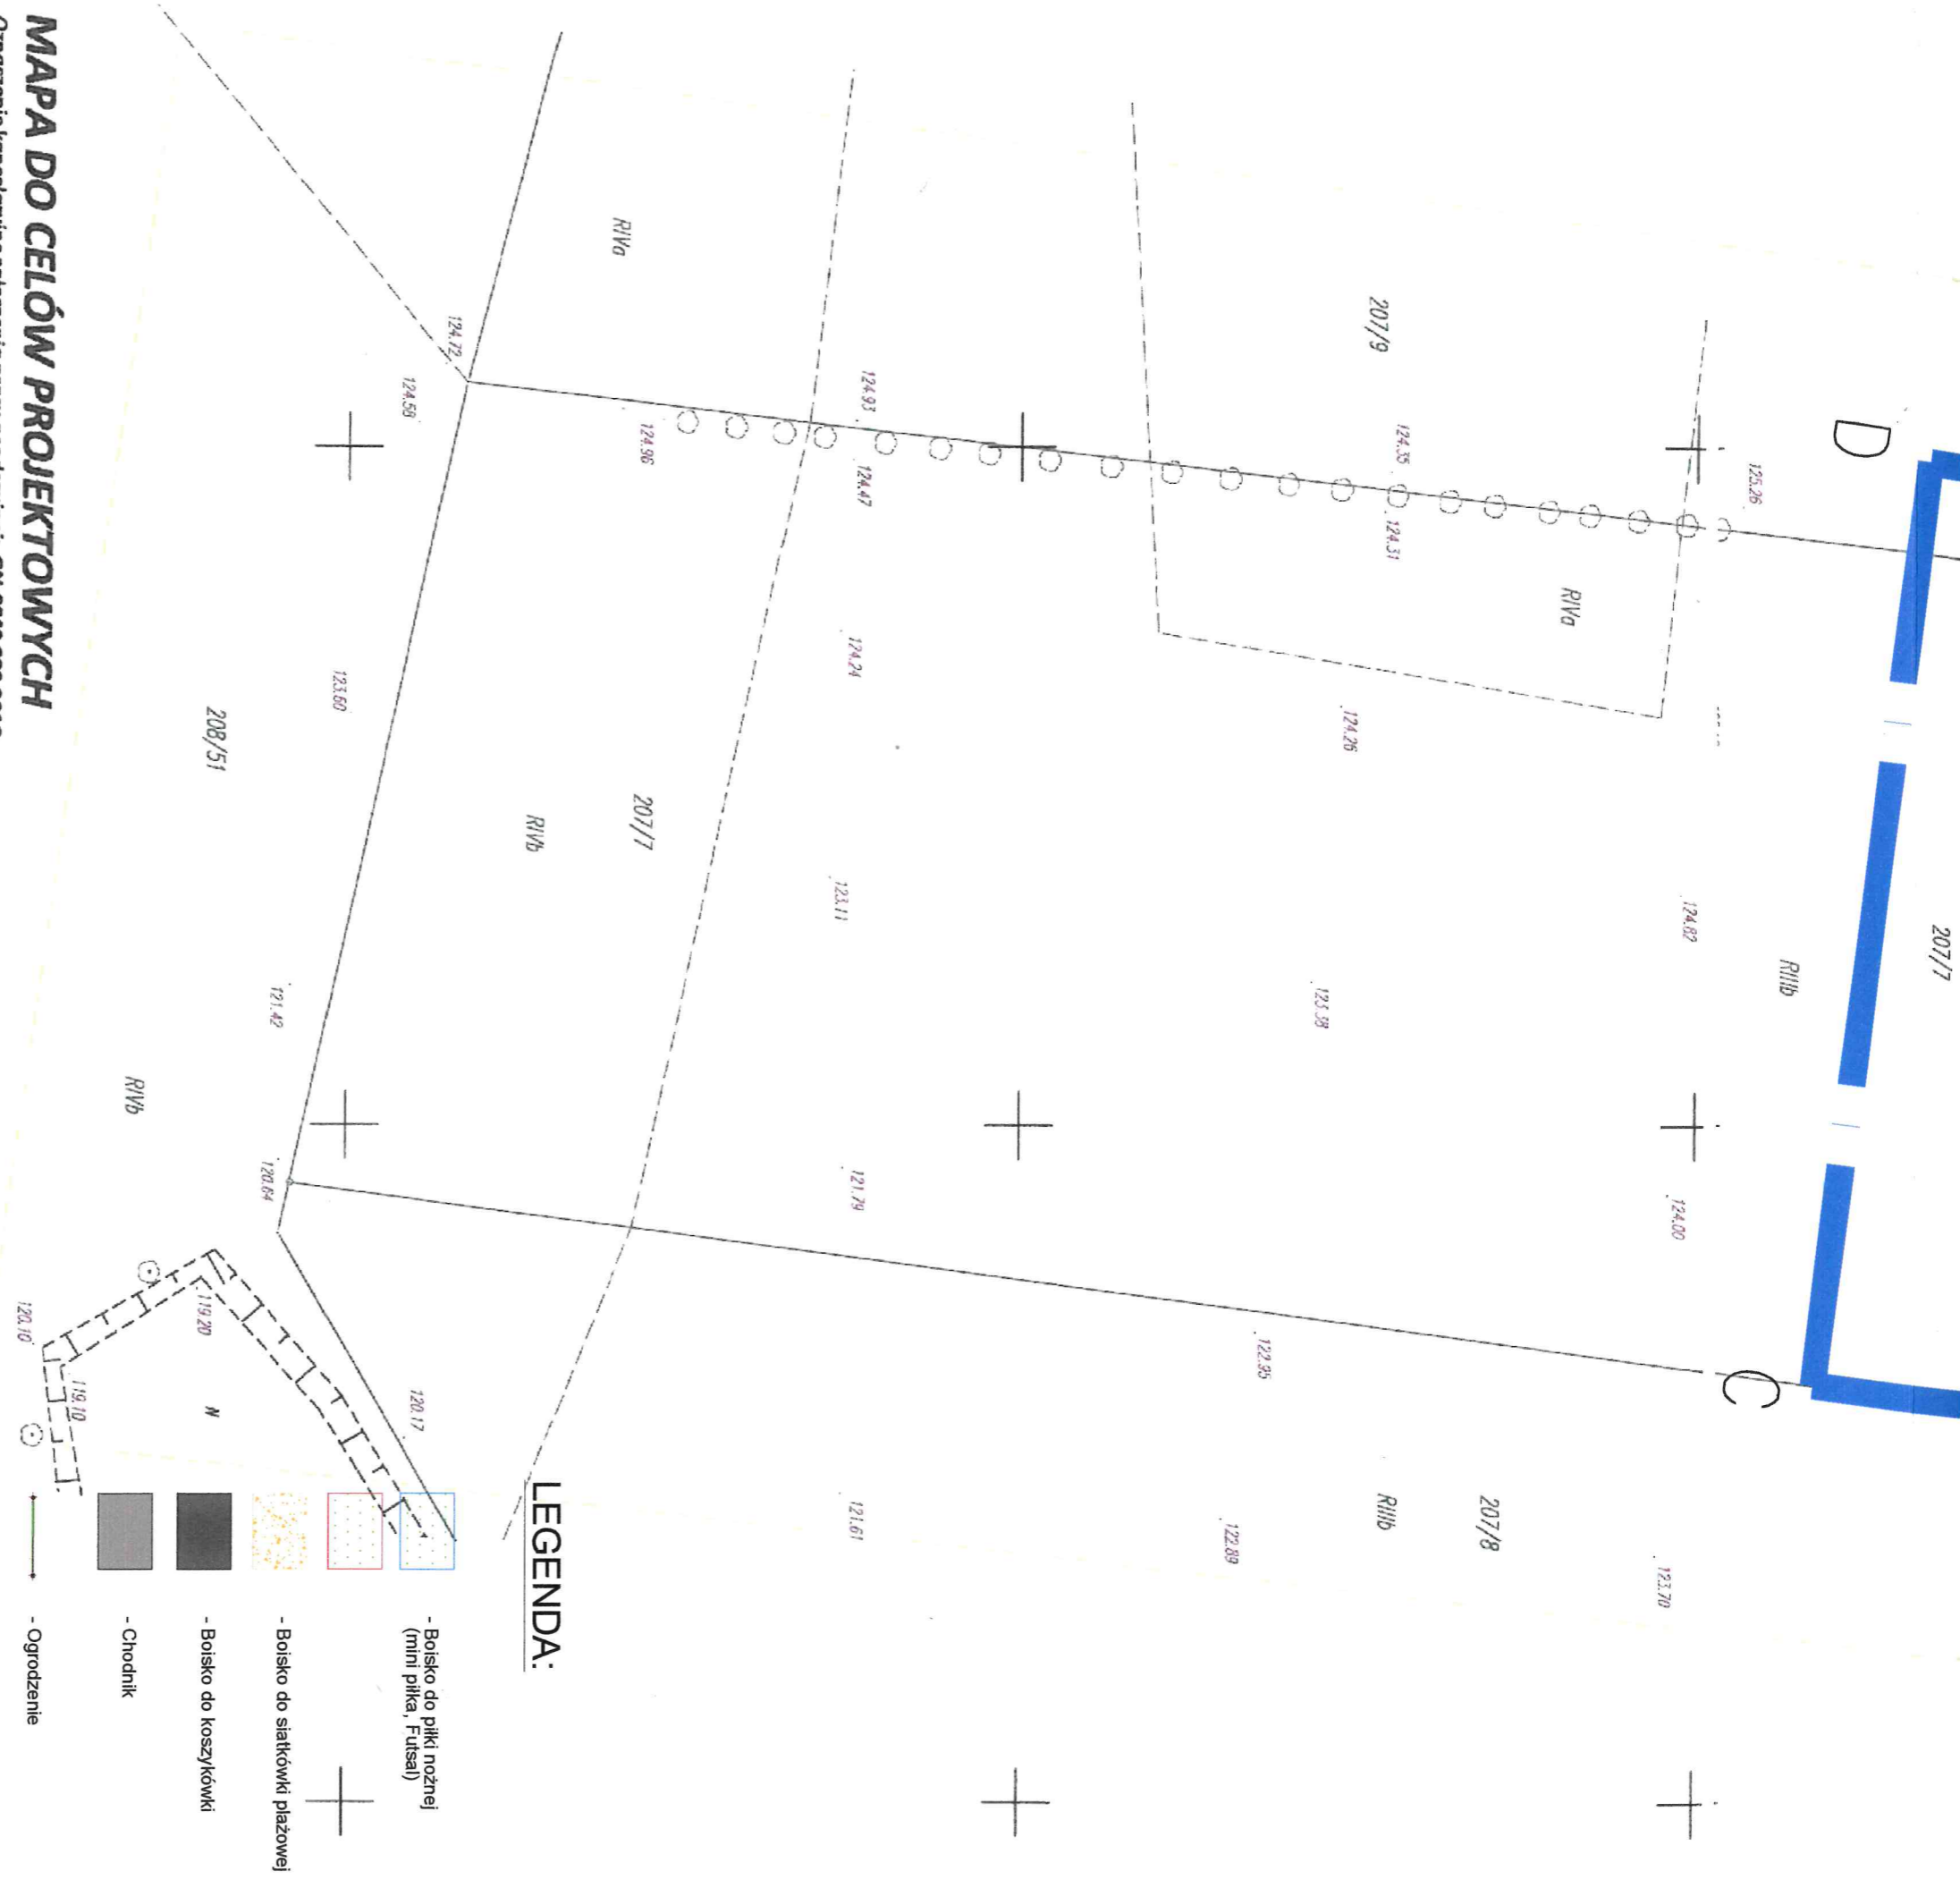 D
C
207/7
RIIIb
125.26
124.82
124.00
123.70
RIVa
207/9
124.35
124.31
124.26
123.38
122.95
207/8
RIIIb
122.89
124.93
124.47
124.24
123.11
121.79
121.61
RIVa
124.96
207/7
RIVb
LEGENDA:
124.72
124.58
123.60
121.42
120.64
120.17
208/51
RIVb
119.20
N
119.10
120.10
- Boisko do piłki nożnej
(mini piłka, Futsal)
- Boisko do siatkówki plażowej
- Boisko do koszykówki
- Chodnik
- Ogrodzenie
MAPA DO CELÓW PROJEKTOWYCH